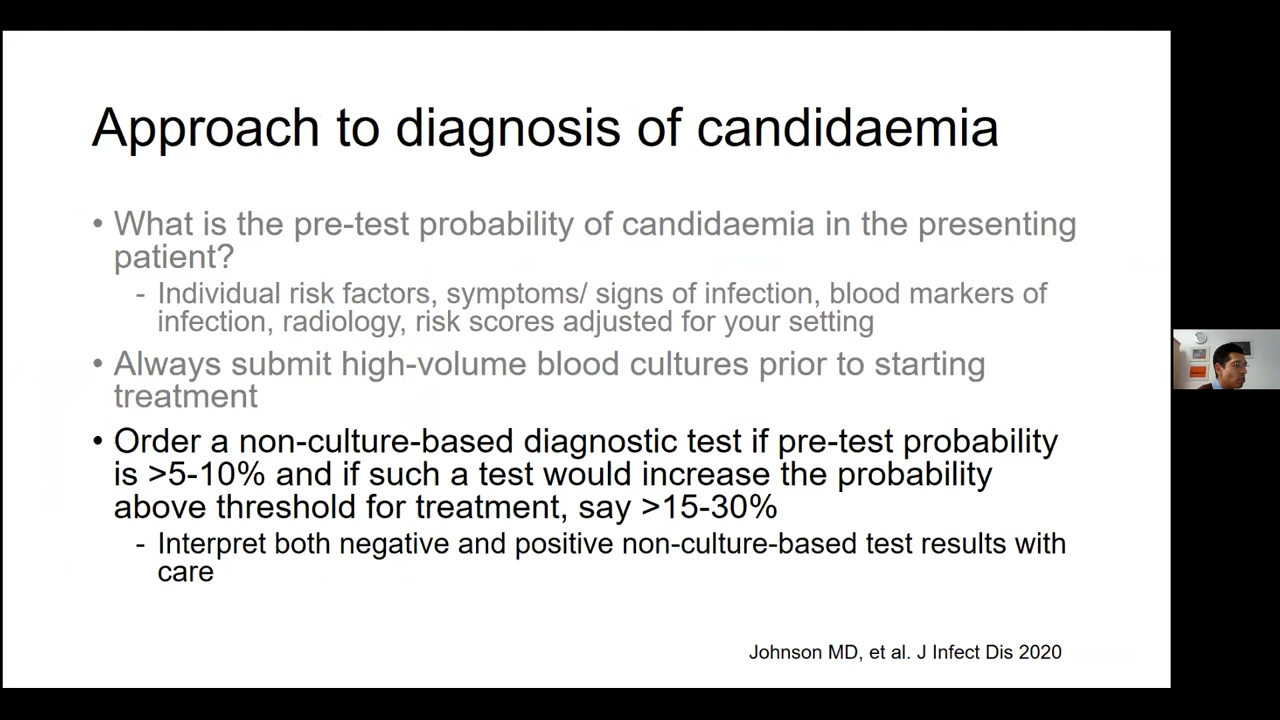 Approach to diagnosis of candidaemia
• What is the pre-test probability of candidaemia in the presenting
patient?
- Individual risk factors, symptoms/ signs of infection, blood markers of
infection, radiology, risk scores adjusted for your setting
• Always submit high-volume blood cultures prior to starting
treatment
• Order a non-culture-based diagnostic test if pre-test probability
is >5-10% and if such a test would increase the probability
above threshold for treatment, say >15-30%
- Interpret both negative and positive non-culture-based test results with
care
Johnson MD, et al. J Infect Dis 2020